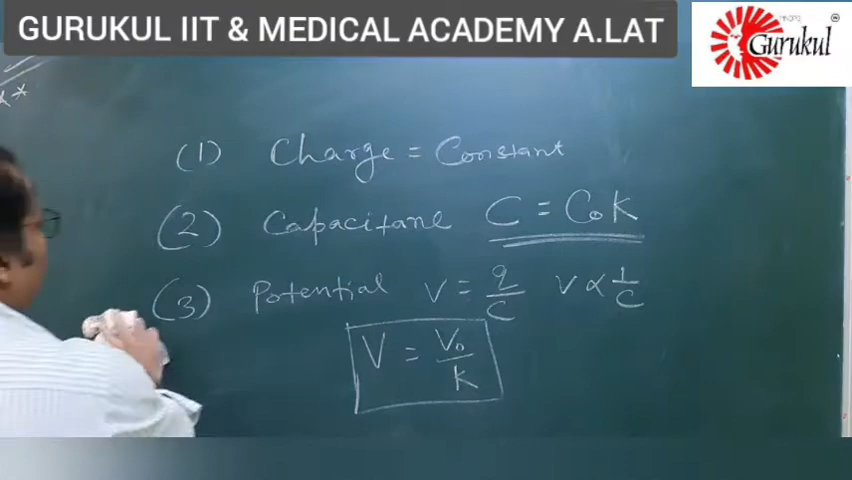 GURUKUL IIT & MEDICAL ACADEMY A.LAT
Gurukul
**
(1) Charge = Constant
(2) Capacitane C = C₀K
(3) Potential V = q/C V ∝ 1/C
V = V₀/K